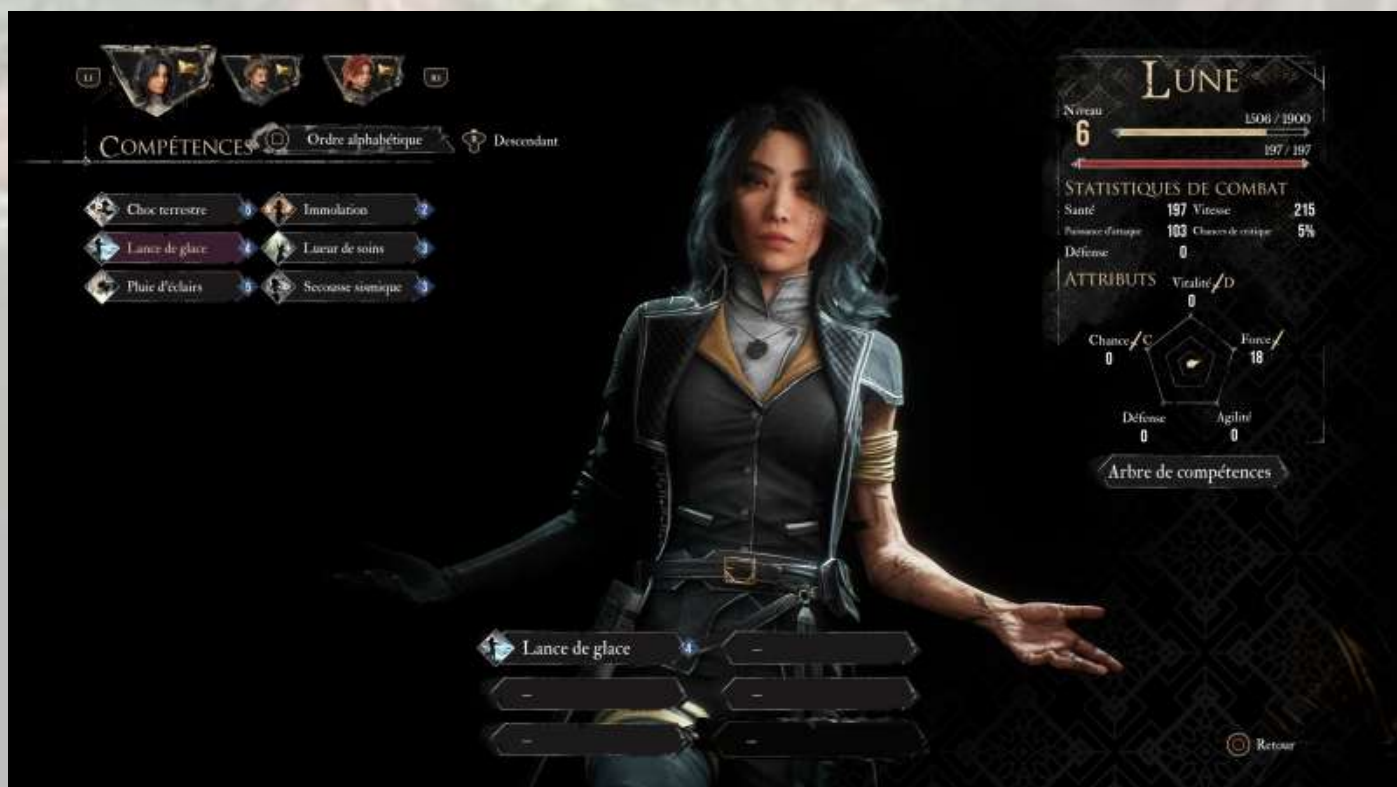 L1
R1
COMPÉTENCES
Ordre alphabétique
Descendant
Choc terrestre
Immolation 2
Lance de glace 4
Lueur de soins 3
Pluie d'éclairs 5
Secousse sismique 3
LUNE
Niveau
6
1506 / 1900
197 / 197
STATISTIQUES DE COMBAT
Santé 197 Vitesse 215
Puissance d'attaque 103 Chances de critique 5%
Défense 0
ATTRIBUTS
Vitalité D
0
Chance C
0
Force
18
Défense
0
Agilité
0
Arbre de compétences
Lance de glace 4 –
– –
– –
Retour